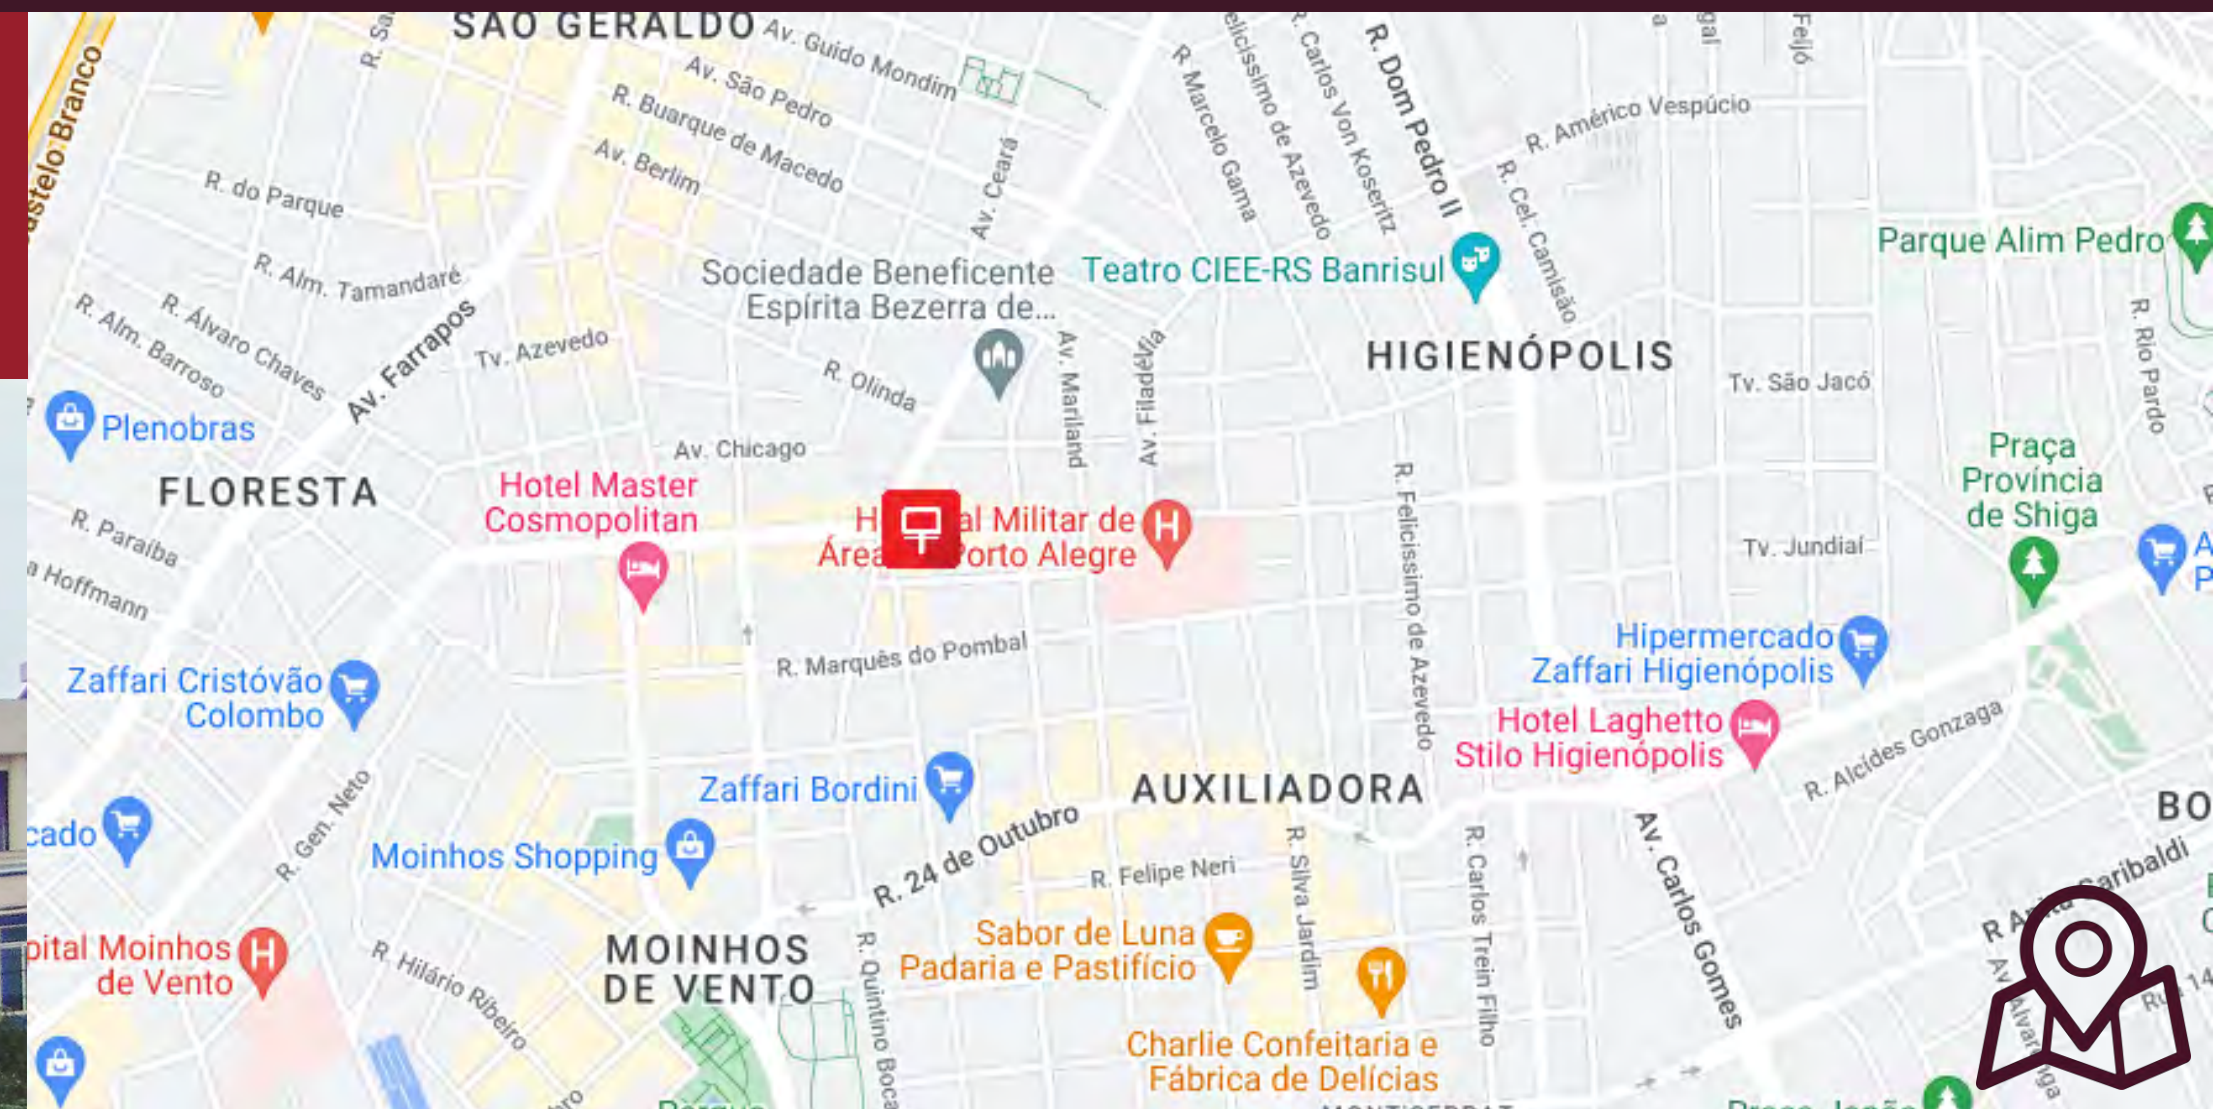 SÃO GERALDO
Av. Guido Mondim
Av. São Pedro
R. Buarque de Macedo
Av. Berlim
R. do Parque
R. Alm. Tamandaré
R. Álvaro Chaves
R. Alm. Barroso
Av. Farrapos
Tv. Azevedo
Av. Ceará
R. Marcelo Gama
R. Carlos Von Koseritz
R. Dom Pedro II
R. Américo Vespúcio
R. Cel. Camisão
Feijó
Parque Alim Pedro
R. Rio Pardo
Teatro CIEE-RS Banrisul
Sociedade Beneficente
Espírita Bezerra de...
Av. Mariland
R. Olinda
HIGIENÓPOLIS
Tv. São Jacó
Plenobras
FLORESTA
Av. Chicago
Hotel Master
Cosmopolitan
al Militar de
Porto Alegre
R. Felicissimo de Azevedo
Praça
Província
de Shiga
Tv. Jundiaí
R. Paraíba
a Hoffmann
R. Marquês do Pombal
Hipermercado
Zaffari Higienópolis
Zaffari Cristóvão
Colombo
Hotel Laghetto
Stilo Higienópolis
R. Alcides Gonzaga
Zaffari Bordini
AUXILIADORA
R. Gen. Neto
Moinhos Shopping
R. 24 de Outubro
R. Felipe Neri
R. Silva Jardim
R. Carlos Trein Filho
Av. Carlos Gomes
cado
pital Moinhos
de Vento
R. Hilário Ribeiro
MOINHOS
DE VENTO
R. Quintino Boca
Sabor de Luna
Padaria e Pastifício
Charlie Confeitaria e
Fábrica de Delícias
BO
aribaldi